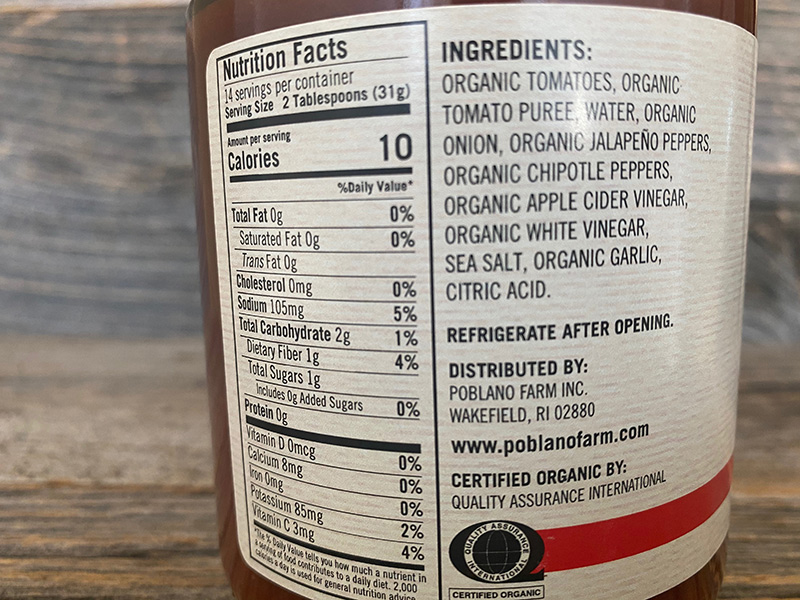 Nutrition Facts
14 servings per container
Serving Size 2 Tablespoons (31g)
Amount per serving
Calories 10
%Daily Value*
Total Fat 0g 0%
Saturated Fat 0g 0%
Trans Fat 0g
Cholesterol 0mg 0%
Sodium 105mg 5%
Total Carbohydrate 2g 1%
Dietary Fiber 1g 4%
Total Sugars 1g
Includes 0g Added Sugars 0%
Protein 0g
Vitamin D 0mcg 0%
Calcium 8mg 0%
Iron 0mg 0%
Potassium 85mg 2%
Vitamin C 3mg 4%
*The % Daily Value tells you how much a nutrient in
a serving of food contributes to a daily diet. 2,000
calories a day is used for general nutrition advice
INGREDIENTS:
ORGANIC TOMATOES, ORGANIC
TOMATO PUREE, WATER, ORGANIC
ONION, ORGANIC JALAPEÑO PEPPERS,
ORGANIC CHIPOTLE PEPPERS,
ORGANIC APPLE CIDER VINEGAR,
ORGANIC WHITE VINEGAR,
SEA SALT, ORGANIC GARLIC,
CITRIC ACID.
REFRIGERATE AFTER OPENING.
DISTRIBUTED BY:
POBLANO FARM INC.
WAKEFIELD, RI 02880
www.poblanofarm.com
CERTIFIED ORGANIC BY:
QUALITY ASSURANCE INTERNATIONAL
QUALITY ASSURANCE
INTERNATIONAL
CERTIFIED ORGANIC